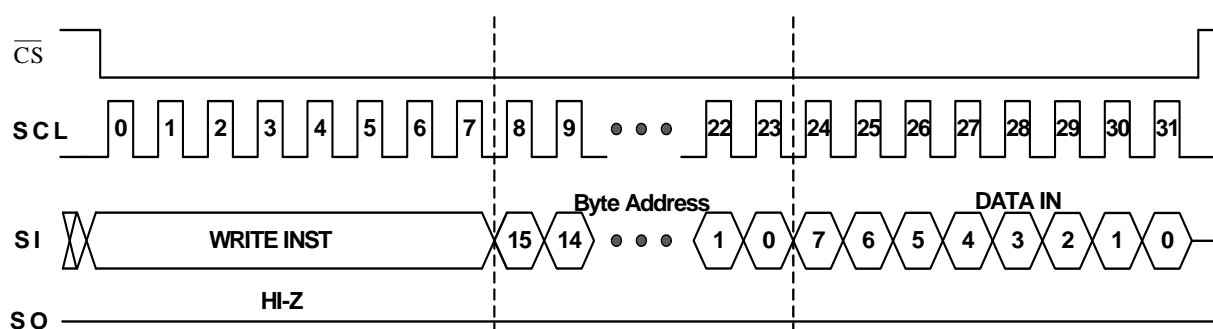 CS
SCL 0 1 2 3 4 5 6 7 8 9 22 23 24 25 26 27 28 29 30 31
Byte Address DATA IN
SI WRITE INST 15 14 1 0 7 6 5 4 3 2 1 0
HI-Z
SO